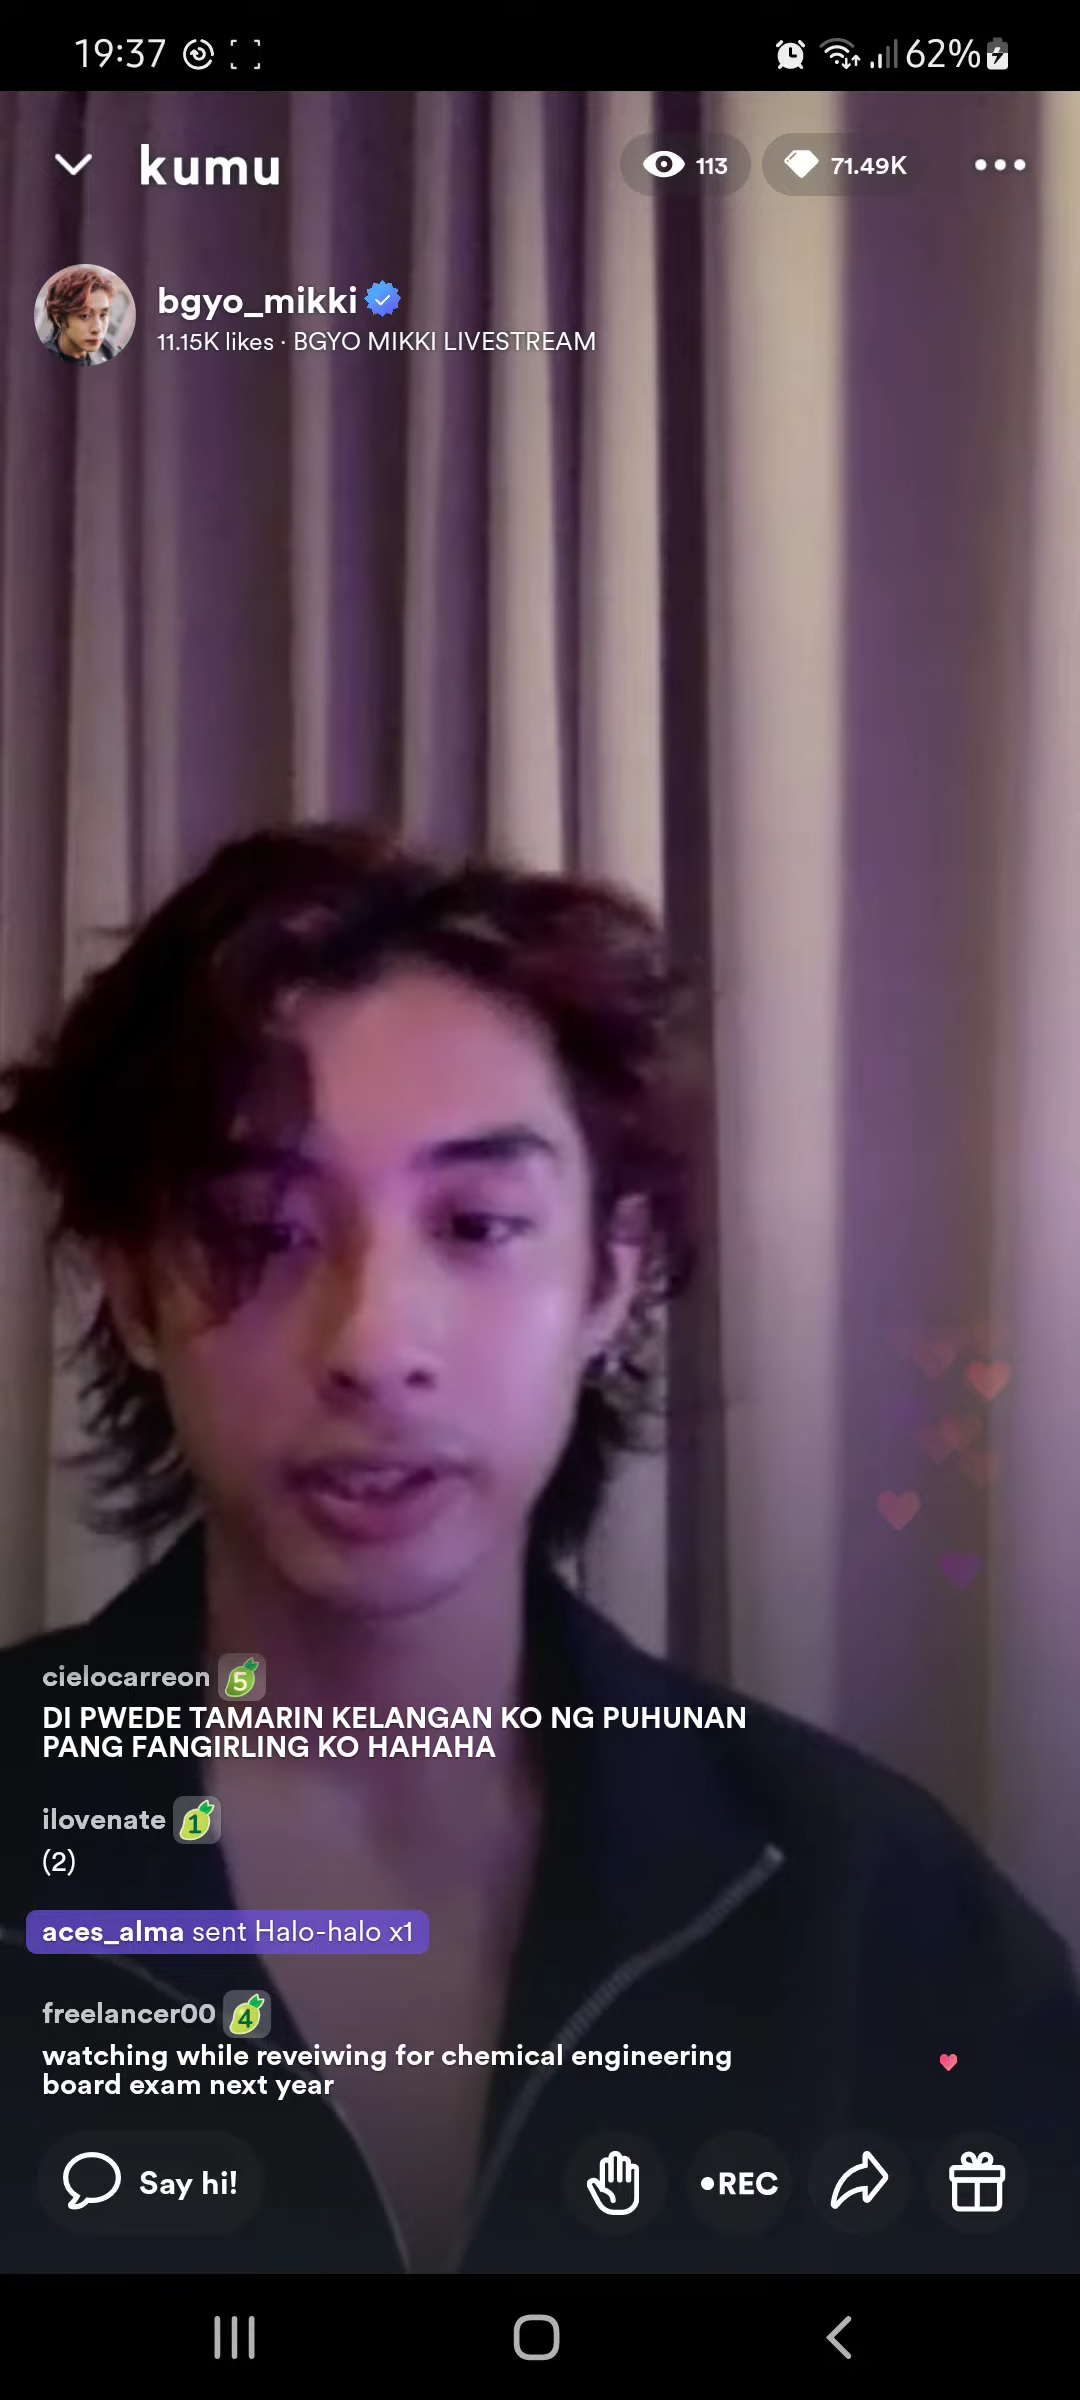 19:37 62%
kumu 113 71.49K
bgyo_mikki
11.15K likes · BGYO MIKKI LIVESTREAM
cielocarreon 5
DI PWEDE TAMARIN KELANGAN KO NG PUHUNAN
PANG FANGIRLING KO HAHAHA
ilovenate 1
(2)
aces_alma sent Halo-halo x1
freelancer00 4
watching while reveiwing for chemical engineering
board exam next year
Say hi! •REC